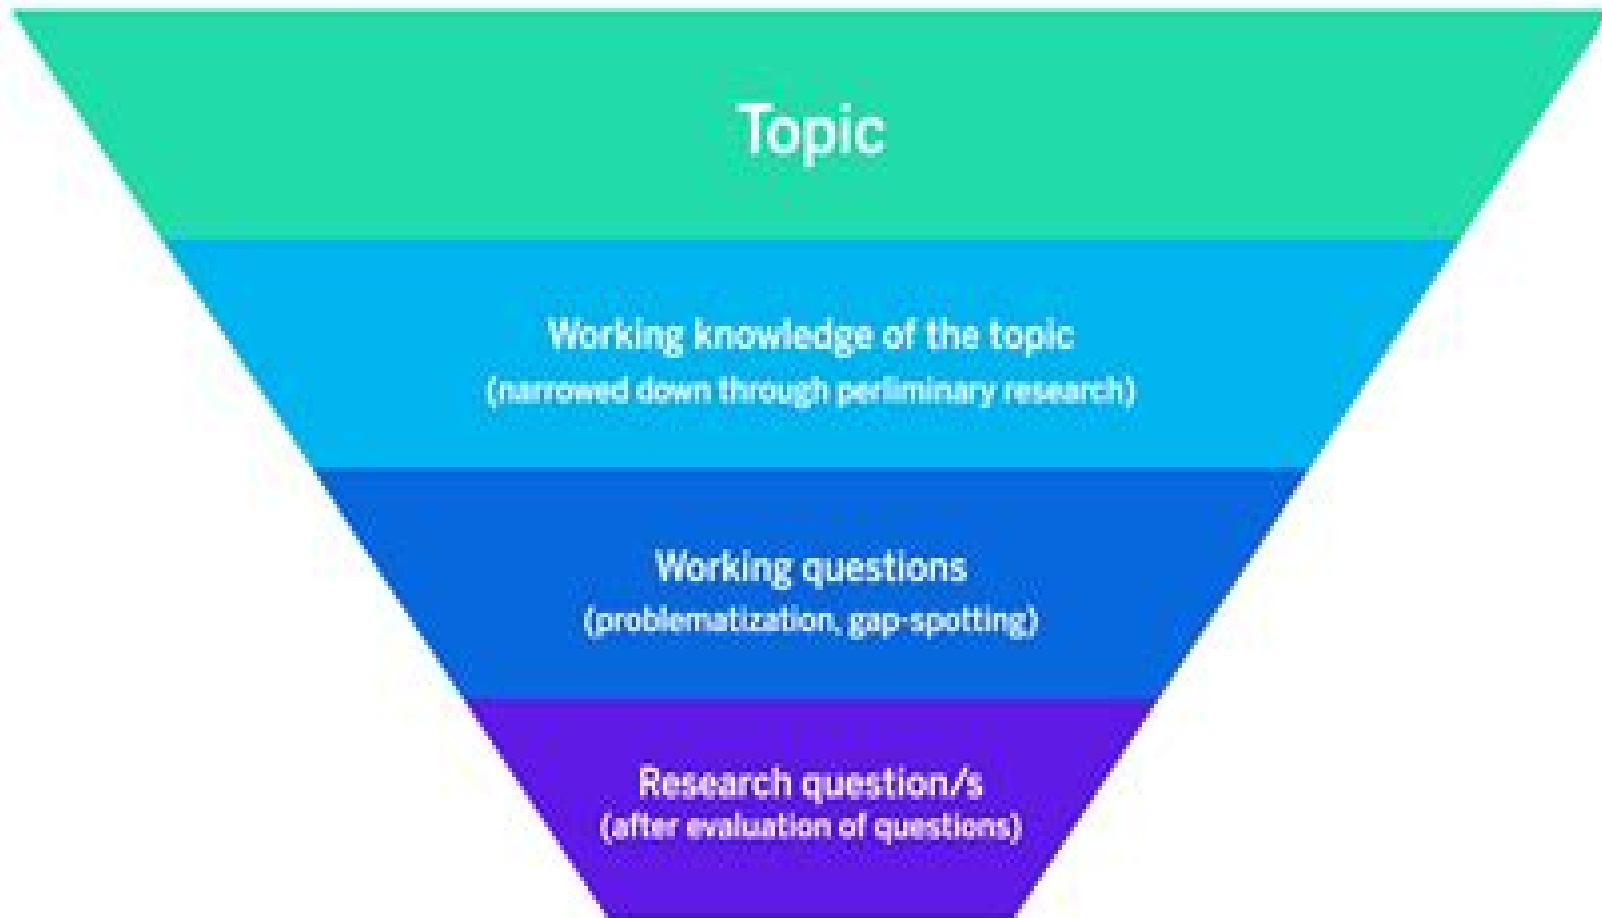 Topic
Working knowledge of the topic
(narrowed down through perliminary research)
Working questions
(problematization, gap-spotting)
Research question/s
(after evaluation of questions)